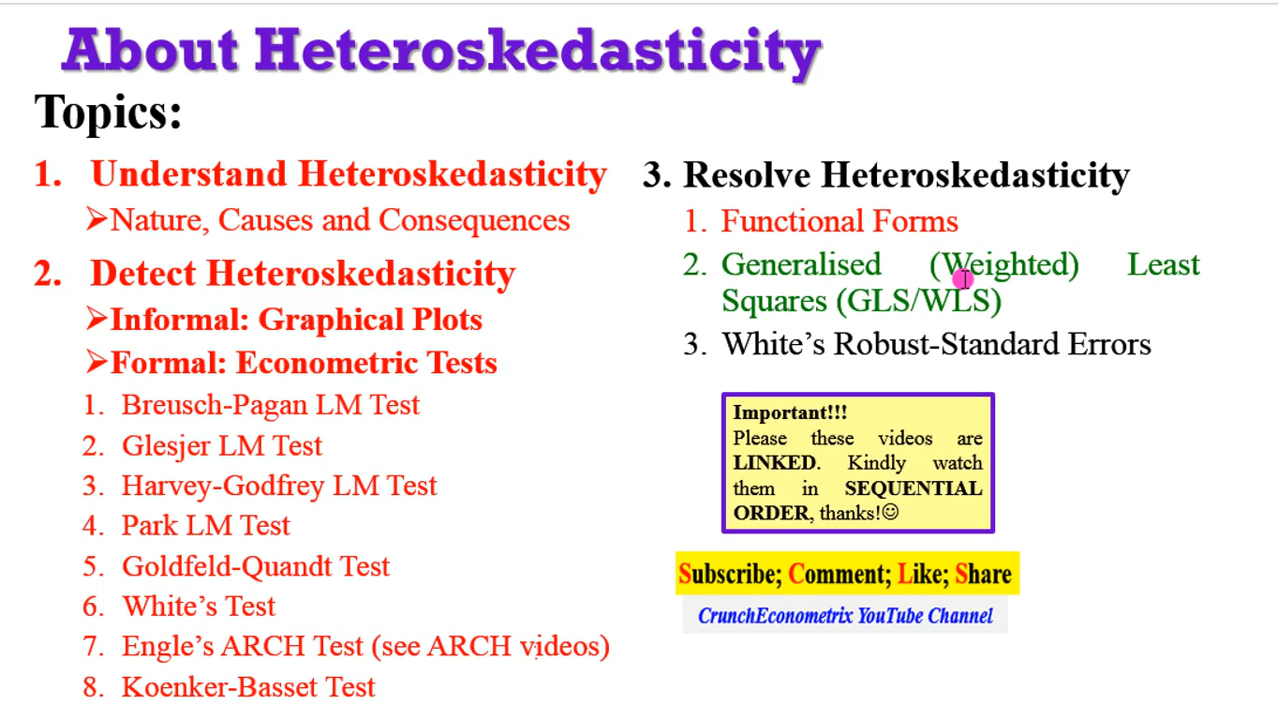 About Heteroskedasticity
Topics:
1. Understand Heteroskedasticity
➢Nature, Causes and Consequences
2. Detect Heteroskedasticity
➢Informal: Graphical Plots
➢Formal: Econometric Tests
1. Breusch-Pagan LM Test
2. Glesjer LM Test
3. Harvey-Godfrey LM Test
4. Park LM Test
5. Goldfeld-Quandt Test
6. White’s Test
7. Engle’s ARCH Test (see ARCH videos)
8. Koenker-Basset Test
3. Resolve Heteroskedasticity
1. Functional Forms
2. Generalised (Weighted) Least
Squares (GLS/WLS)
3. White’s Robust-Standard Errors
Important!!!
Please these videos are
LINKED. Kindly watch
them in SEQUENTIAL
ORDER, thanks!☺
Subscribe; Comment; Like; Share
CrunchEconometrix YouTube Channel